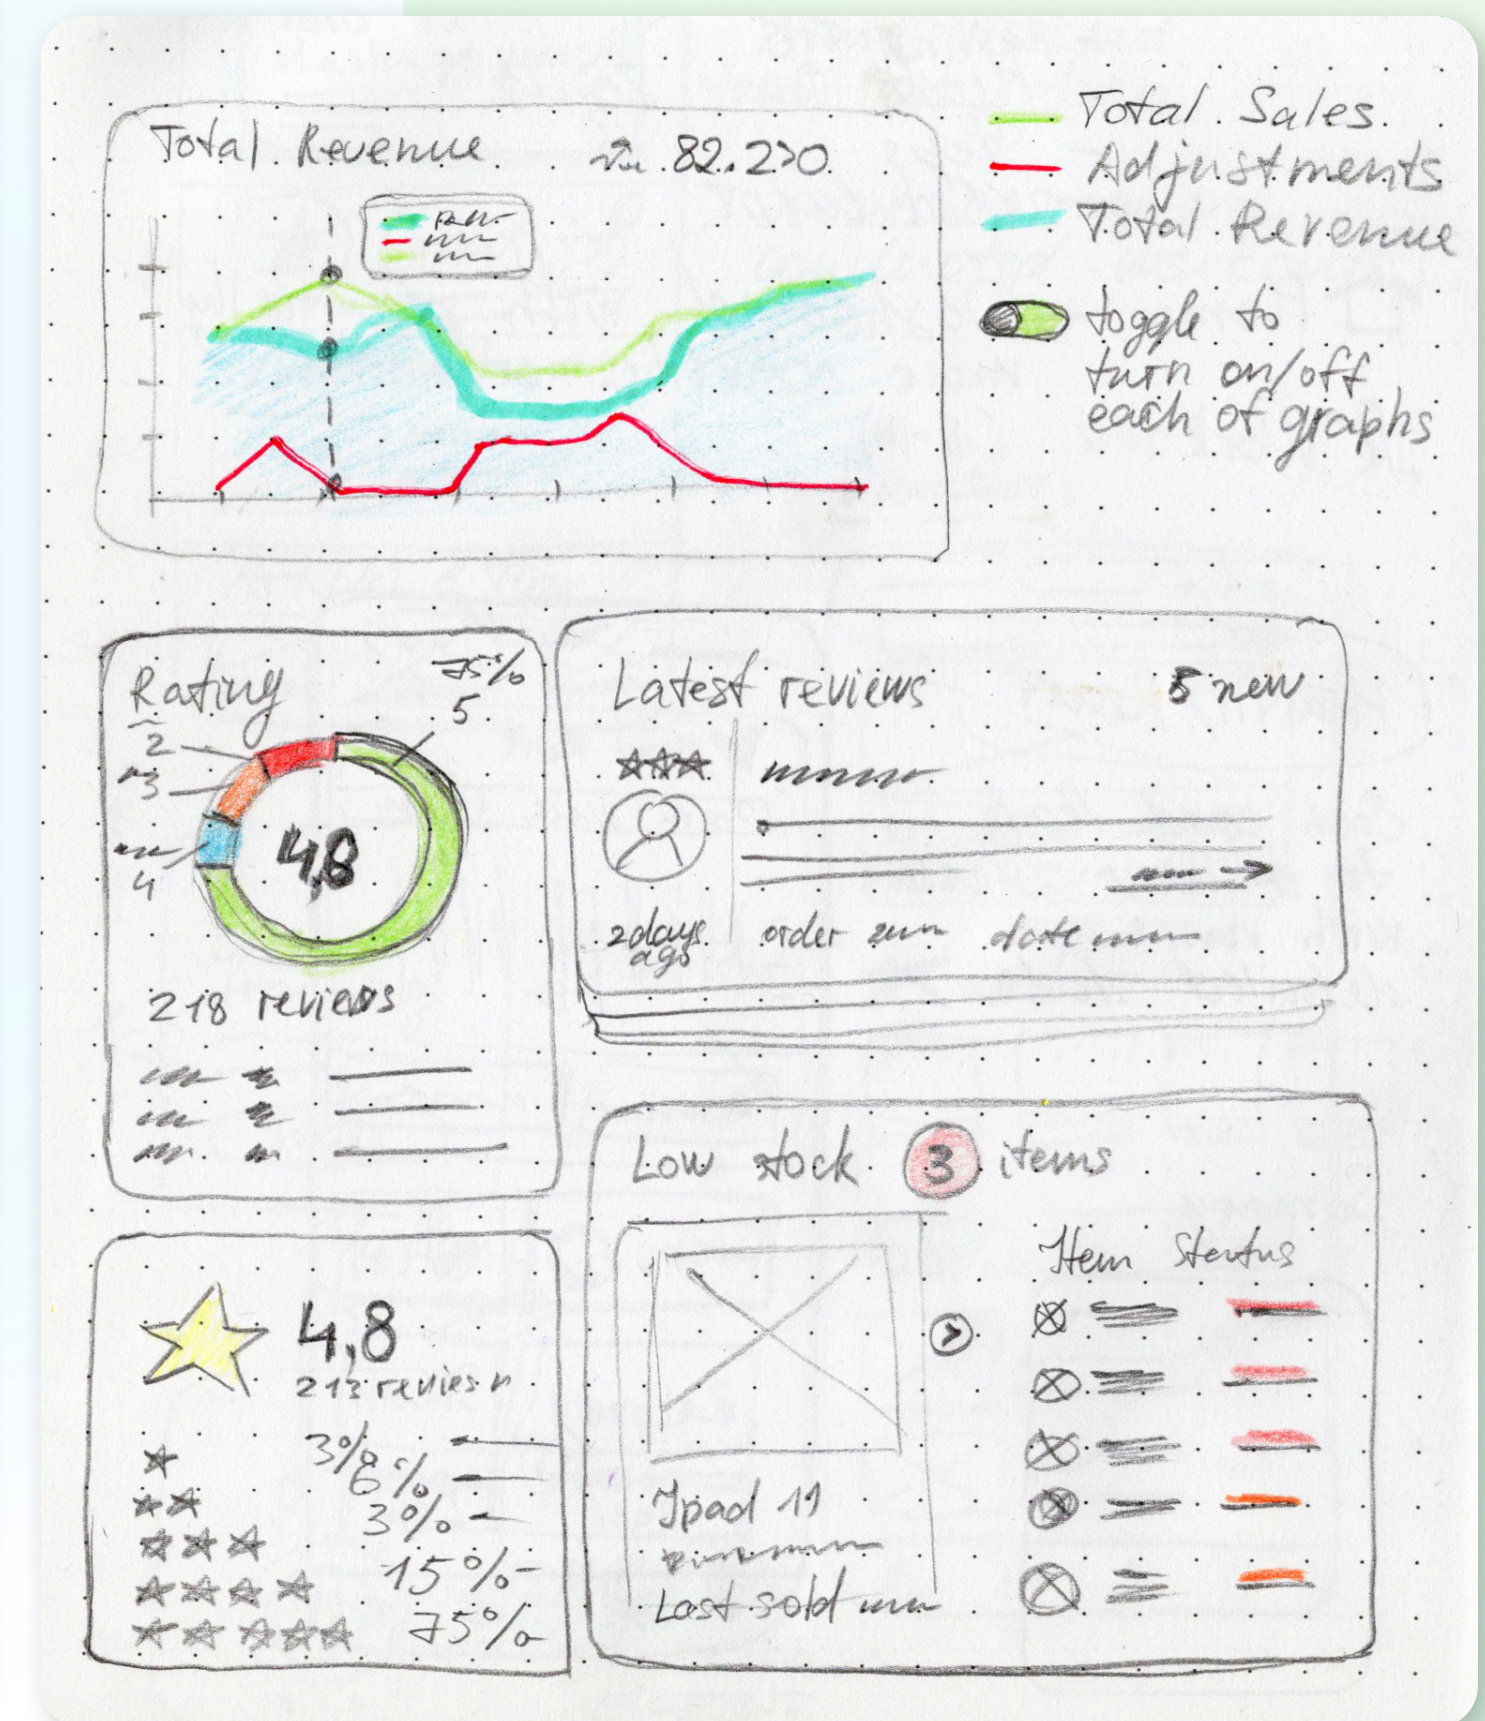 Total Revenue 82.230
Total Sales
Adjustments
Total Revenue
toggle to
turn on/off
each of graphs
Rating
75%
5
2
3
4
4,8
218 reviews
Latest reviews 5 new
2 days
ago
order date
Low stock 3 items
Item Status
Ipad 11
Last sold
4,8
213
3%
6%
3%
15%
75%